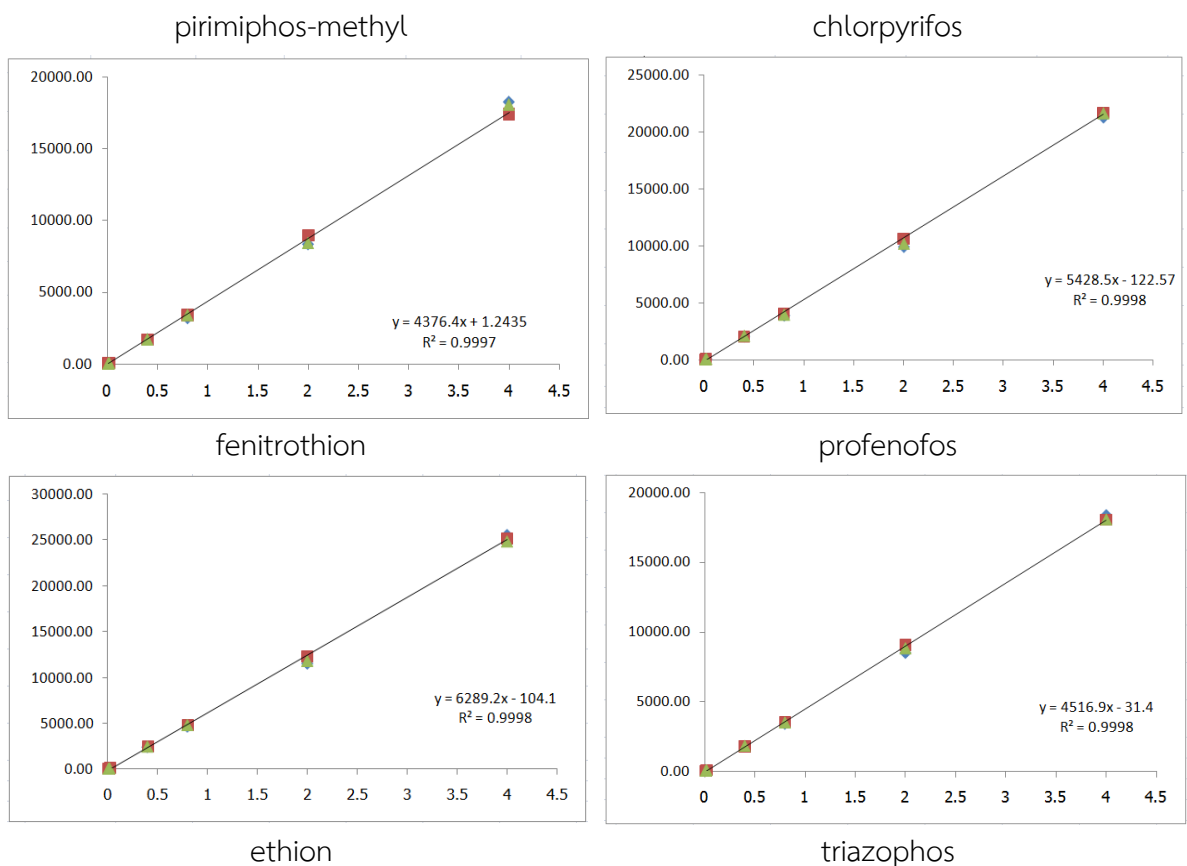 pirimiphos-methyl
chlorpyrifos
20000.00
15000.00
10000.00
5000.00
0.00
0 0.5 1 1.5 2 2.5 3 3.5 4 4.5
y = 4376.4x + 1.2435
R² = 0.9997
25000.00
20000.00
15000.00
10000.00
5000.00
0.00
0 0.5 1 1.5 2 2.5 3 3.5 4 4.5
y = 5428.5x - 122.57
R² = 0.9998
fenitrothion
profenofos
30000.00
25000.00
20000.00
15000.00
10000.00
5000.00
0.00
0 0.5 1 1.5 2 2.5 3 3.5 4 4.5
y = 6289.2x - 104.1
R² = 0.9998
20000.00
15000.00
10000.00
5000.00
0.00
0 0.5 1 1.5 2 2.5 3 3.5 4 4.5
y = 4516.9x - 31.4
R² = 0.9998
ethion
triazophos